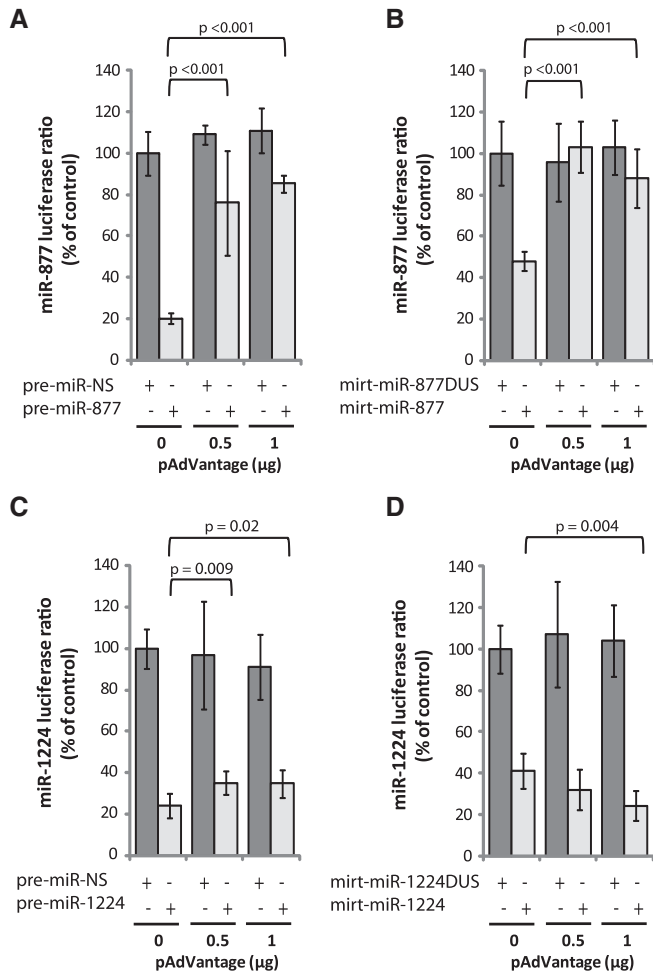 A
p <0.001
p <0.001
miR-877 luciferase ratio
(% of control)
140
120
100
80
60
40
20
0
pre-miR-NS + - + - + -
pre-miR-877 - + - + - +
0 0.5 1
pAdVantage (µg)
B
p <0.001
p <0.001
miR-877 luciferase ratio
(% of control)
140
120
100
80
60
40
20
0
mirt-miR-877DUS + - + - + -
mirt-miR-877 - + - + - +
0 0.5 1
pAdVantage (µg)
C
p = 0.02
p = 0.009
miR-1224 luciferase ratio
(% of control)
140
120
100
80
60
40
20
0
pre-miR-NS + - + - + -
pre-miR-1224 - + - + - +
0 0.5 1
pAdVantage (µg)
D
p = 0.004
miR-1224 luciferase ratio
(% of control)
140
120
100
80
60
40
20
0
mirt-miR-1224DUS + - + - + -
mirt-miR-1224 - + - + - +
0 0.5 1
pAdVantage (µg)